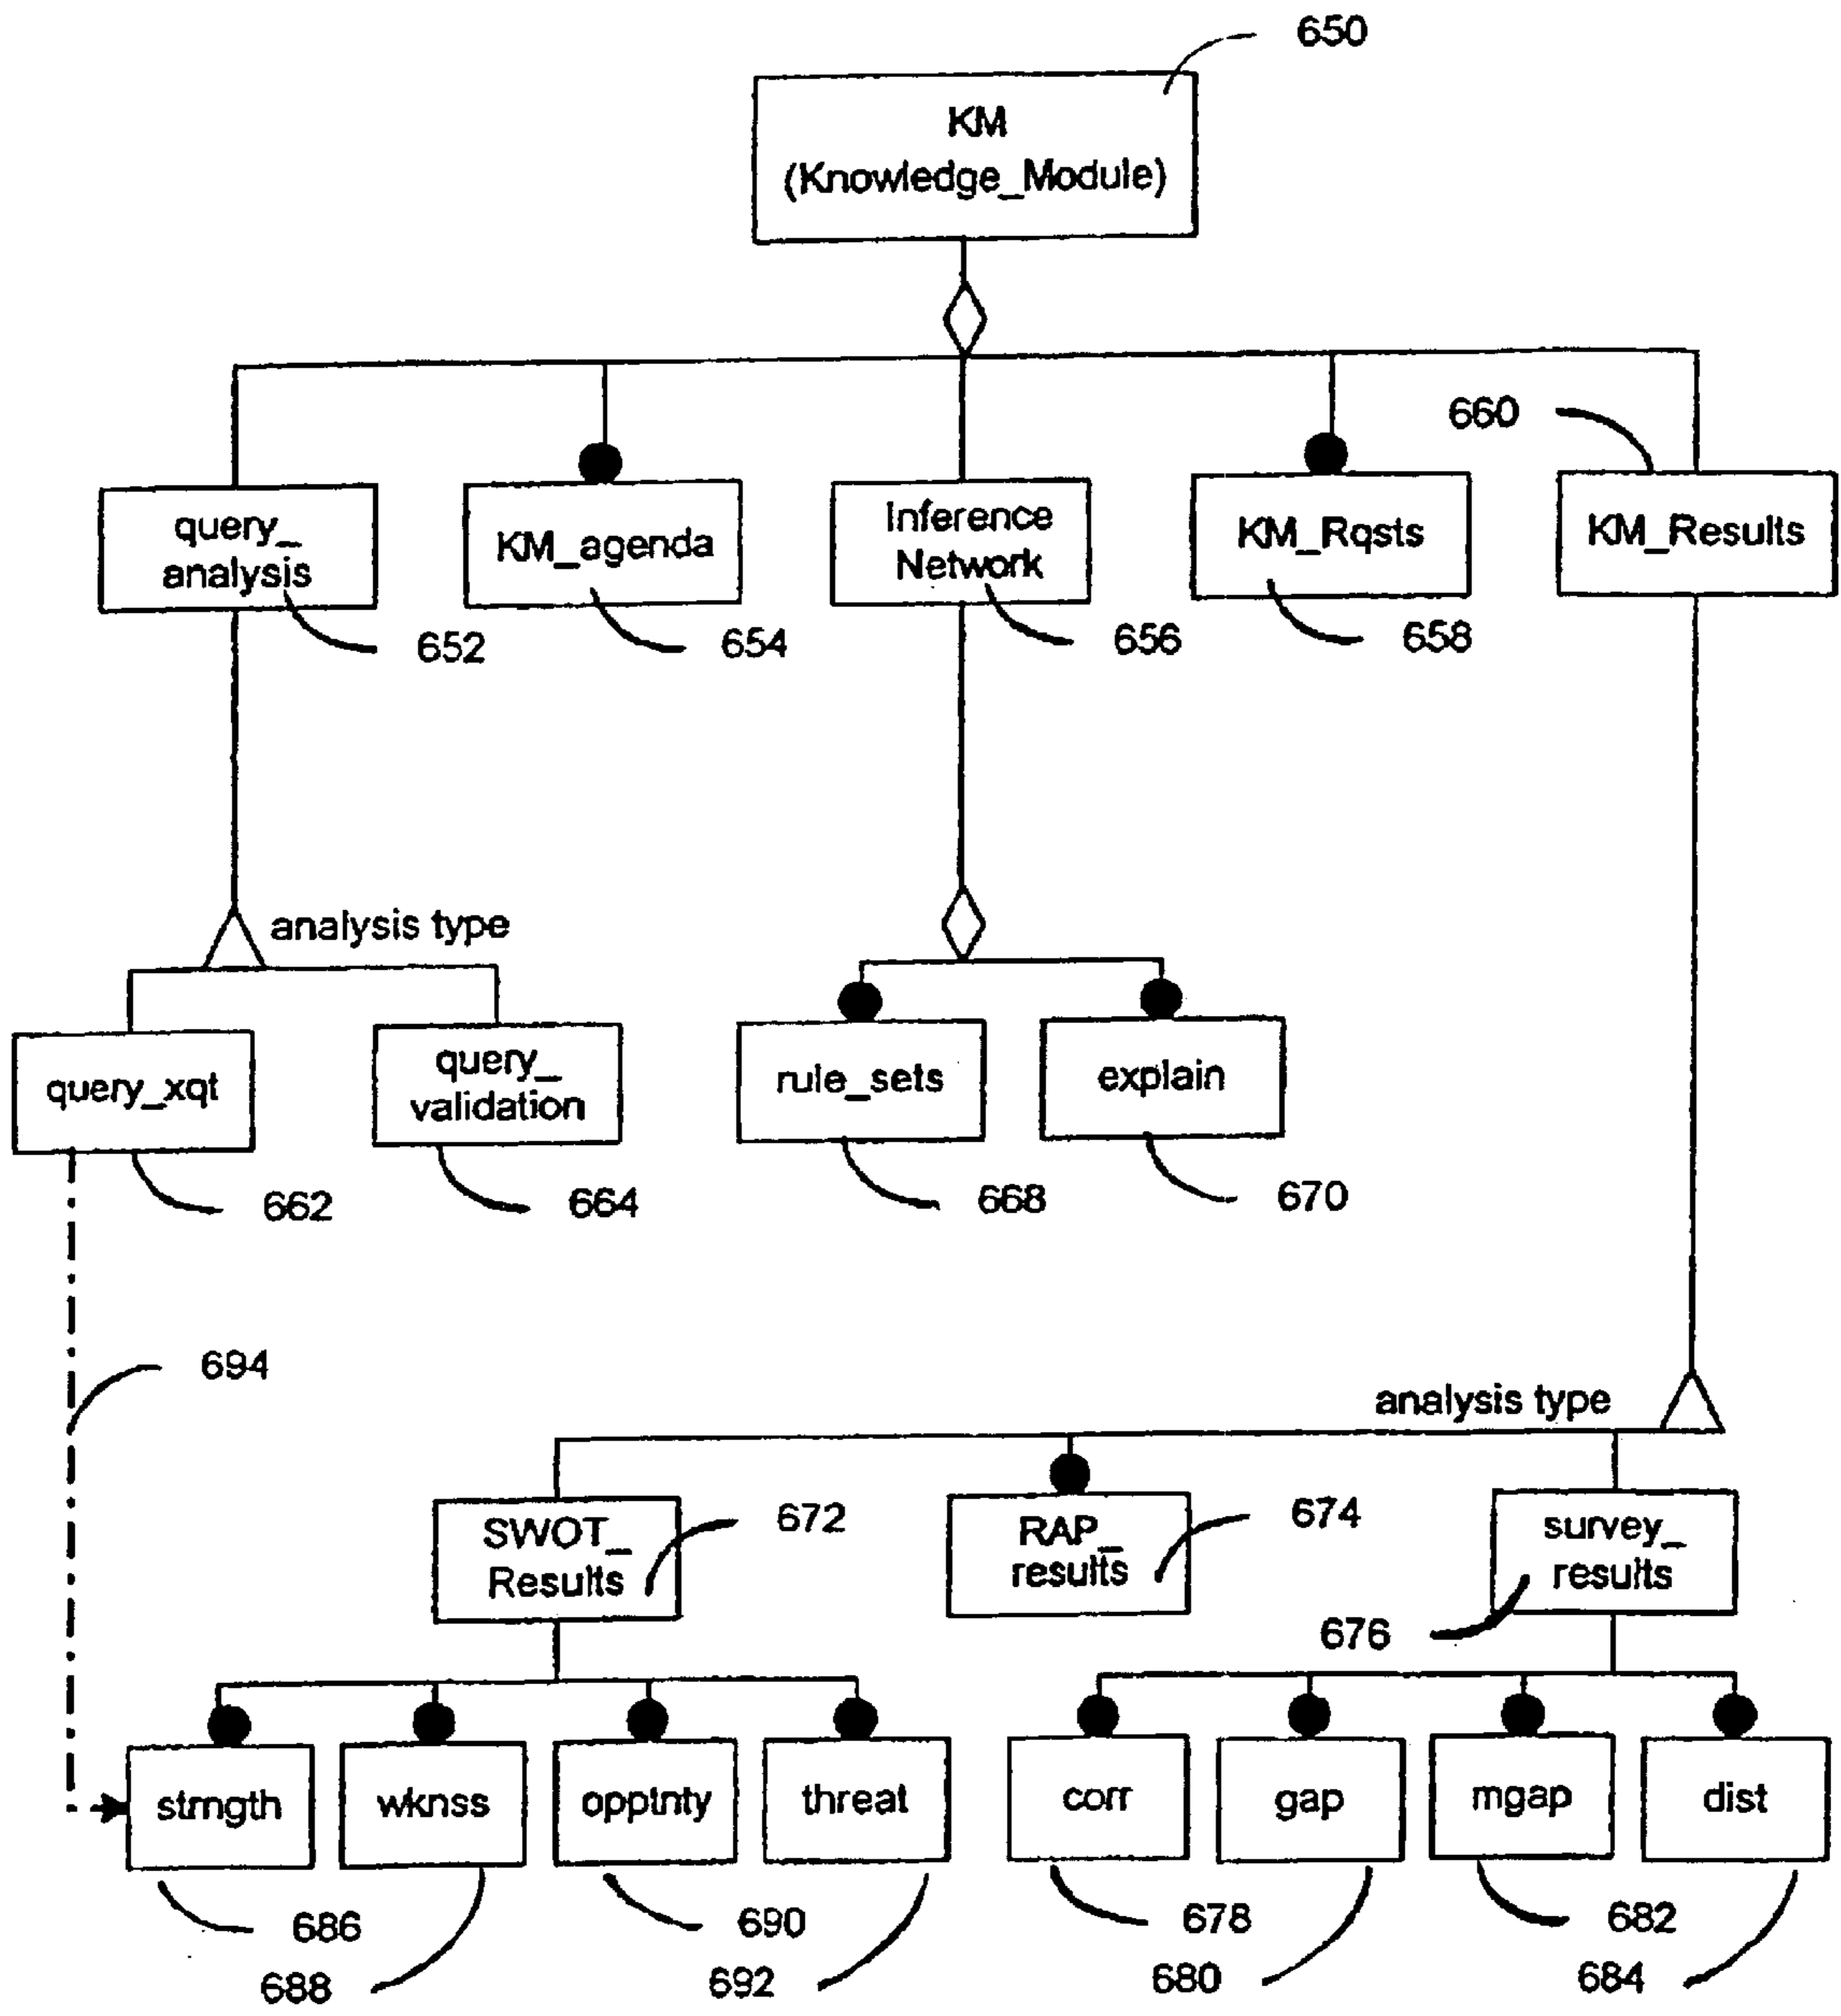 650
KM
(Knowledge_Module)
660
query_
analysis
KM_agenda
Inference
Network
KM_Rqsts
KM_Results
652
654
656
658
analysis type
query_xqt
query_
validation
rule_sets
explain
662
664
668
670
694
analysis type
SWOT_
Results
672
RAP_
results
674
survey_
results
676
strngth
wknss
opptnty
threat
corr
gap
mgap
dist
686
690
678
682
688
692
680
684